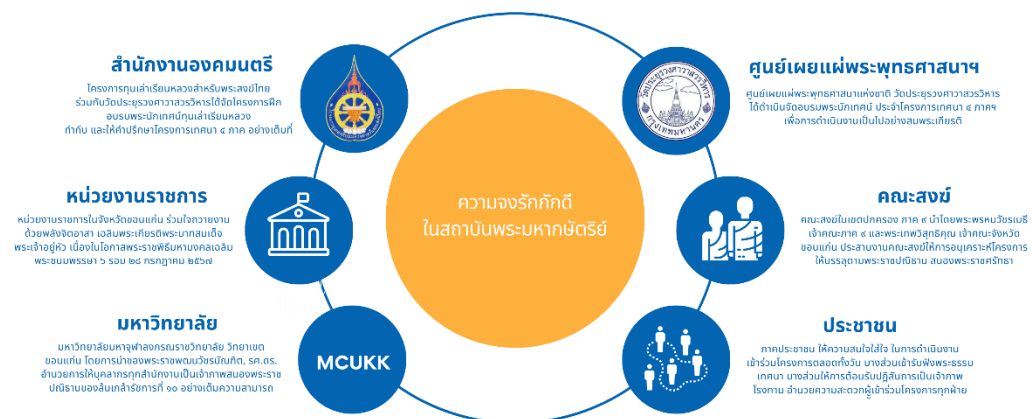 สำนักงานองคมนตรี
โครงการทุนเล่าเรียนหลวงสำหรับพระสงฆ์ไทย
ร่วมกับวัดประยุรวงศาวาสวรวิหารได้จัดโครงการฝึก
อบรมพระนักเทศน์ทุนเล่าเรียนหลวง
กำกับ และให้คำปรึกษาโครงการเทศนา ๔ ภาค อย่างเต็มที่
หน่วยงานราชการ
หน่วยงานราชการในจังหวัดขอนแก่น ร่วมใจถวายงาน
ด้วยพลังจิตอาสา เฉลิมพระเกียรติพระบาทสมเด็จ
พระเจ้าอยู่หัว เนื่องในโอกาสพระราชพิธีมหามงคลเฉลิม
พระชนมพรรษา ๖ รอบ ๒๘ กรกฎาคม ๒๕๖๗
มหาวิทยาลัย
มหาวิทยาลัยมหาจุฬาลงกรณราชวิทยาลัย วิทยาเขต
ขอนแก่น โดยการนำของพระราชพัฒนวัชรบัณฑิต, รศ.ดร.
อำนวยการให้บุคลากรทุกสำนักงานเป็นเจ้าภาพสนองพระราช
ปณิธานของล้นเกล้ารัชการที่ ๑๐ อย่างเต็มความสามารถ
MCUKK
ความจงรักภักดี
ในสถาบันพระมหากษัตริย์
วัดประยุรวงศาวาสวรวิหาร
กรุงเทพมหานคร
ศูนย์เผยแผ่พระพุทธศาสนาฯ
ศูนย์เผยแผ่พระพุทธศาสนาแห่งชาติ วัดประยุรวงศาวาสวรวิหาร
ได้ดำเนินจัดอบรมพระนักเทศน์ ประจำโครงการเทศนา ๔ ภาคฯ
เพื่อการดำเนินงานเป็นไปอย่างสมพระเกียรติ
คณะสงฆ์
คณะสงฆ์ในเขตปกครอง ภาค ๙ นำโดยพระพรหมวัชรเมธี
เจ้าคณะภาค ๙ และพระเทพวิสุทธิคุณ เจ้าคณะจังหวัด
ขอนแก่น ประสานงานคณะสงฆ์ให้การอนุเคราะห์โครงการ
ให้บรรลุตามพระราชปณิธาน สนองพระราชศรัทธา
ประชาชน
ภาคประชาชน ให้ความสนใจใส่ใจ ในการดำเนินงาน
เข้าร่วมโครงการตลอดทั้งวัน บางส่วนเข้ารับฟังพระธรรม
เทศนา บางส่วนให้การต้อนรับปฏิสันถารเป็นเจ้าภาพ
โรงทาน อำนวยความสะดวกผู้เข้าร่วมโครงการทุกฝ่าย